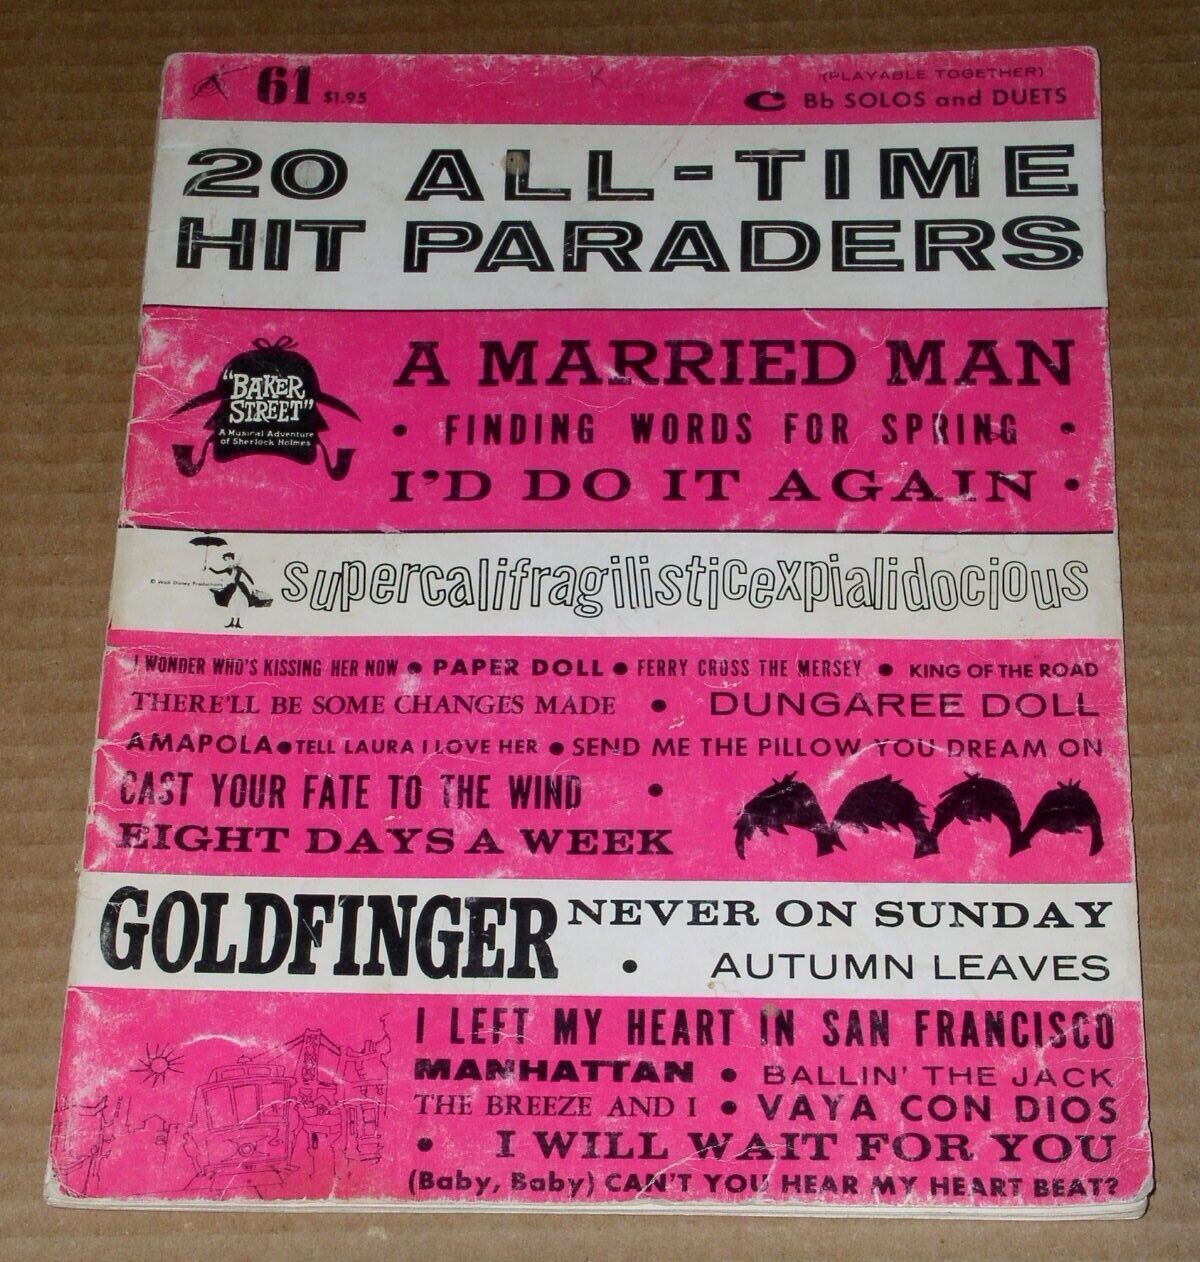 61 $1.95
(PLAYABLE TOGETHER)
C Bb SOLOS and DUETS
20 ALL-TIME
HIT PARADERS
"BAKER
STREET"
A Musical Adventure
of Sherlock Holmes
A MARRIED MAN
• FINDING WORDS FOR SPRING •
I'D DO IT AGAIN •
© Walt Disney Productions
supercalifragilisticexpialidocious
I WONDER WHO'S KISSING HER NOW • PAPER DOLL • FERRY CROSS THE MERSEY • KING OF THE ROAD
THERE'LL BE SOME CHANGES MADE • DUNGAREE DOLL
AMAPOLA • TELL LAURA I LOVE HER • SEND ME THE PILLOW YOU DREAM ON
CAST YOUR FATE TO THE WIND •
EIGHT DAYS A WEEK
GOLDFINGER NEVER ON SUNDAY
• AUTUMN LEAVES
I LEFT MY HEART IN SAN FRANCISCO
MANHATTAN • BALLIN' THE JACK
THE BREEZE AND I • VAYA CON DIOS
• I WILL WAIT FOR YOU
(Baby, Baby) CAN'T YOU HEAR MY HEART BEAT?